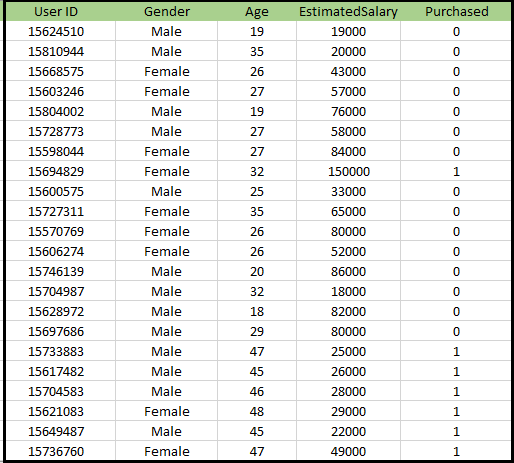 User ID Gender Age EstimatedSalary Purchased
15624510 Male 19 19000 0
15810944 Male 35 20000 0
15668575 Female 26 43000 0
15603246 Female 27 57000 0
15804002 Male 19 76000 0
15728773 Male 27 58000 0
15598044 Female 27 84000 0
15694829 Female 32 150000 1
15600575 Male 25 33000 0
15727311 Female 35 65000 0
15570769 Female 26 80000 0
15606274 Female 26 52000 0
15746139 Male 20 86000 0
15704987 Male 32 18000 0
15628972 Male 18 82000 0
15697686 Male 29 80000 0
15733883 Male 47 25000 1
15617482 Male 45 26000 1
15704583 Male 46 28000 1
15621083 Female 48 29000 1
15649487 Male 45 22000 1
15736760 Female 47 49000 1